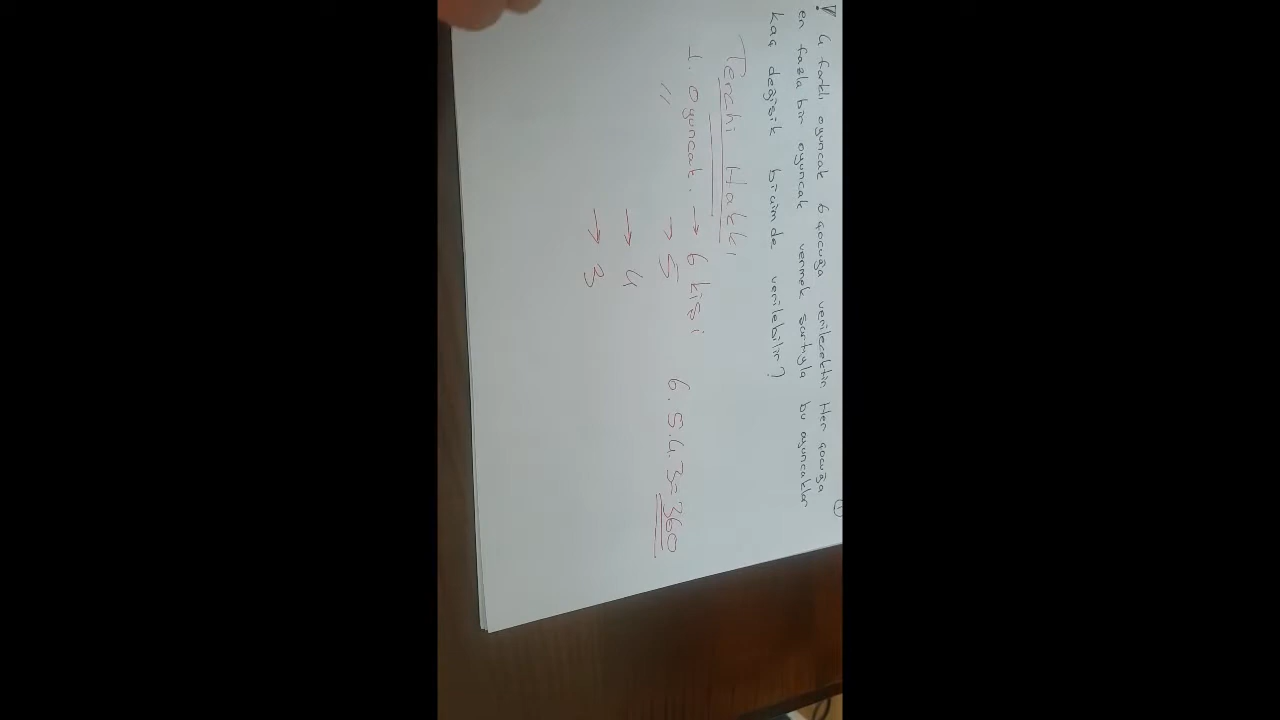 ! 4 farklı oyuncak 6 çocuğa verilecektir. Her çocuğa
en fazla bir oyuncak vermek şartıyla bu oyuncaklar
kaç değişik biçimde verilebilir?
1
Tercih Hakkı
1. oyuncak. → 6 kişi
" → 5
→ 4
→ 3
6.5.4.3=360